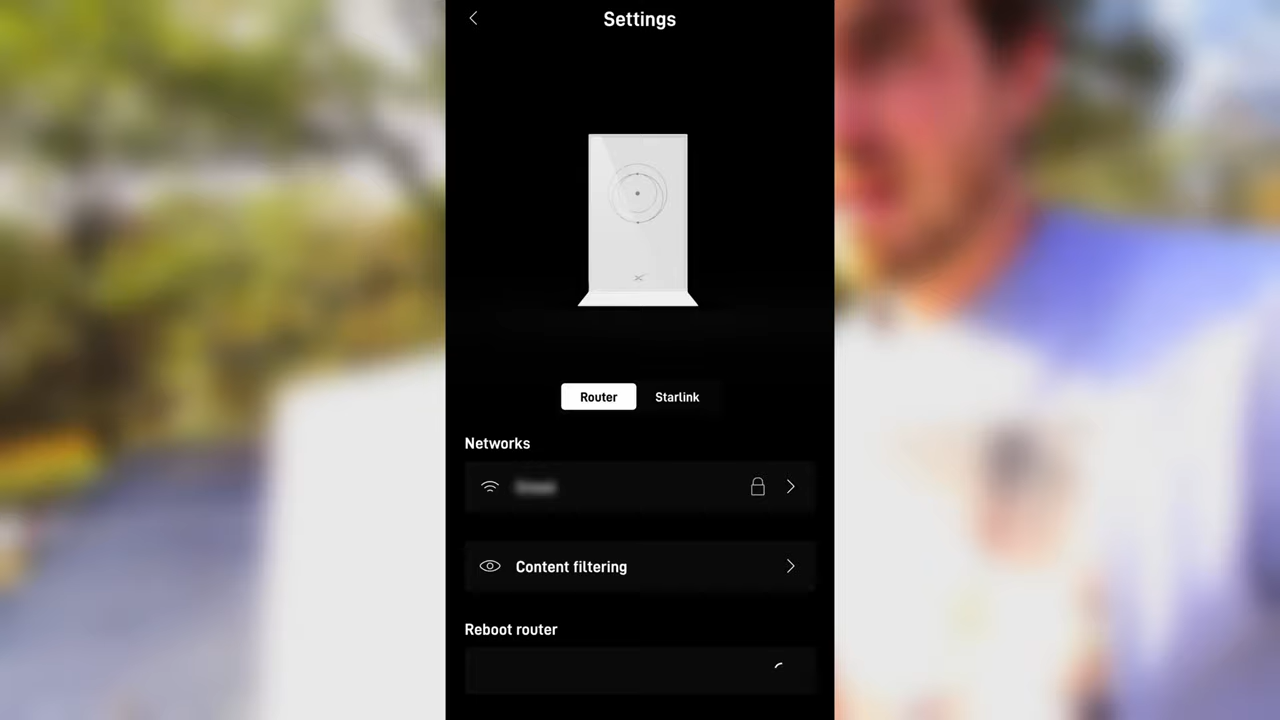 Settings
Router
Starlink
Networks
Content filtering
Reboot router